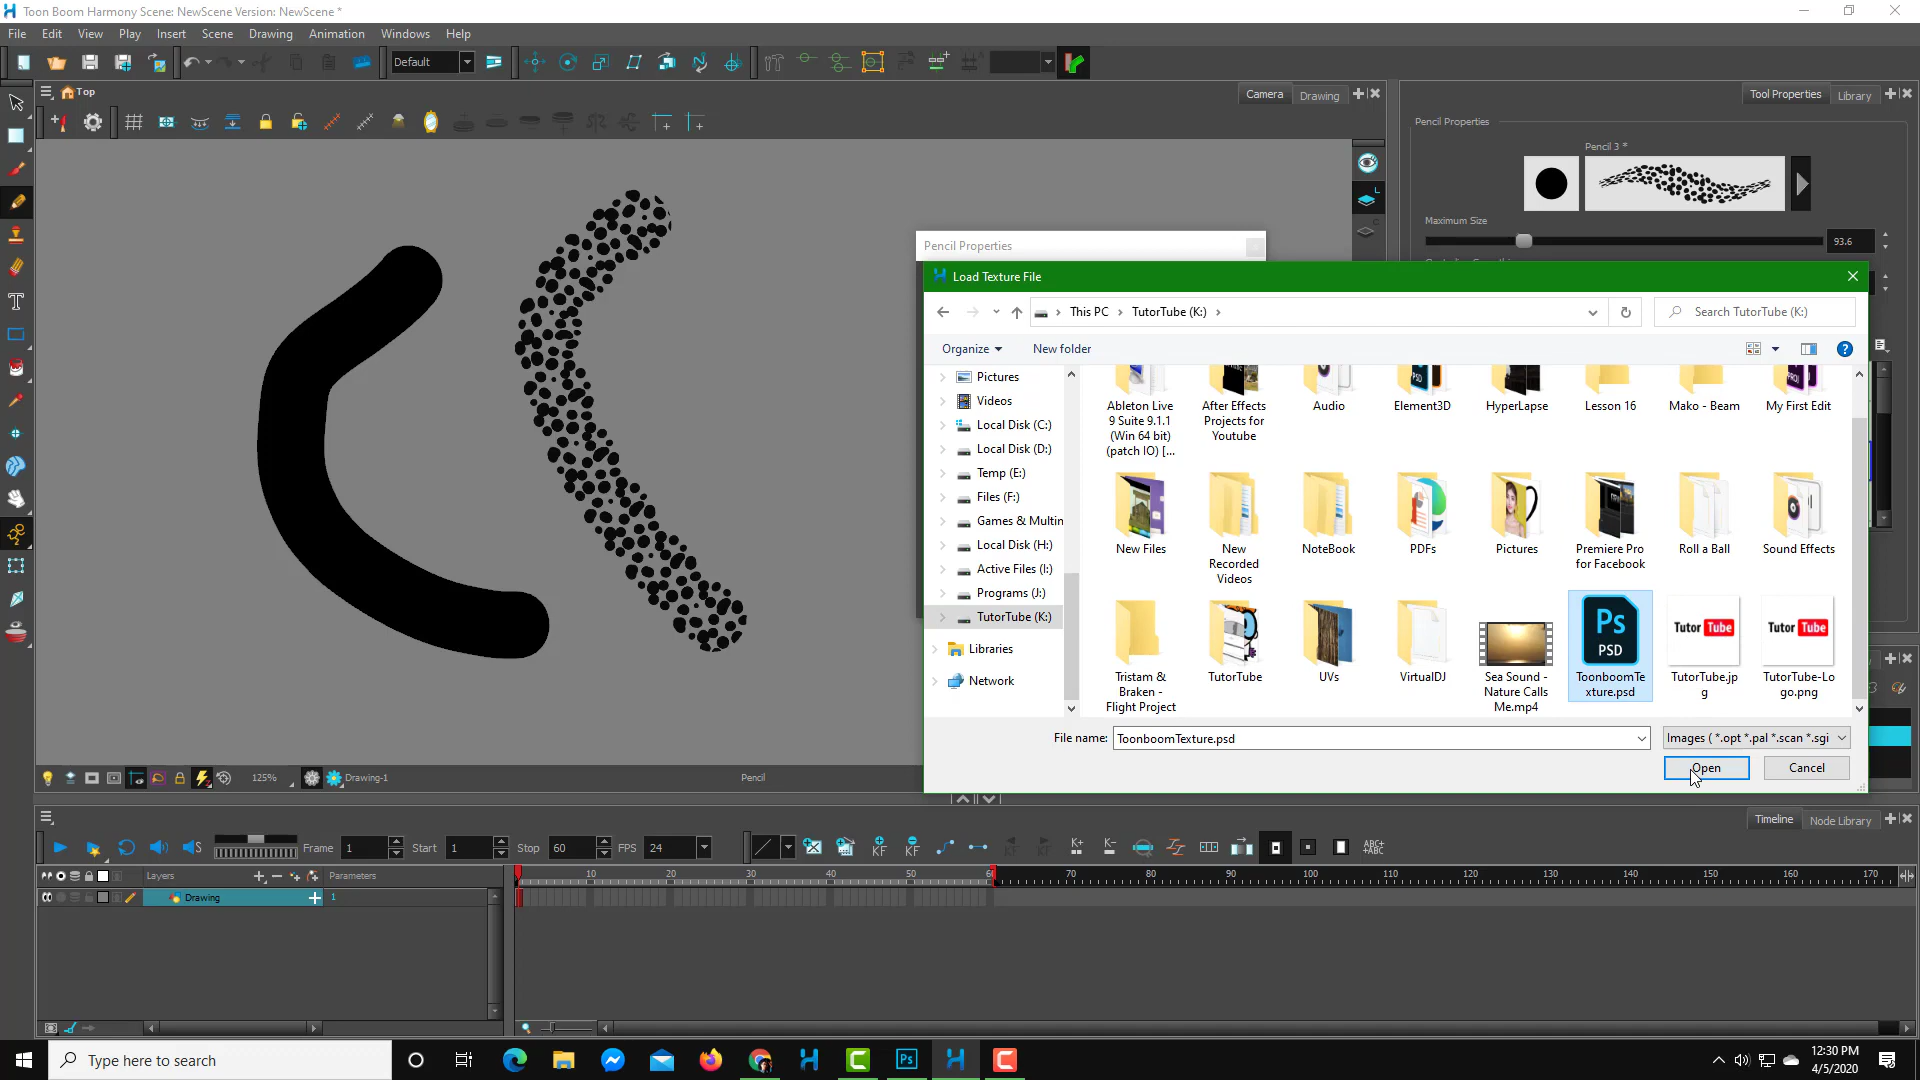 Toon Boom Harmony Scene: NewScene Version: NewScene *
File Edit View Play Insert Scene Drawing Animation Windows Help
Default
Top
Camera Drawing
Tool Properties Library
Pencil Properties
Pencil 3 *
Maximum Size
93.6
Pencil Properties
Load Texture File
This PC TutorTube (K:)
Search TutorTube (K:)
Organize New folder
Pictures
Videos
Local Disk (C:)
Local Disk (D:)
Temp (E:)
Files (F:)
Games & Multin
Local Disk (H:)
Active Files (I:)
Programs (J:)
TutorTube (K:)
Libraries
Network
Ableton Live
9 Suite 9.1.1
(Win 64 bit)
(patch IO) [...
After Effects
Projects for
Youtube
Audio
Element3D
HyperLapse
Lesson 16
Mako - Beam
My First Edit
New Files
New
Recorded
Videos
NoteBook
PDFs
Pictures
Premiere Pro
for Facebook
Roll a Ball
Sound Effects
Tristam &
Braken -
Flight Project
TutorTube
UVs
VirtualDJ
Sea Sound -
Nature Calls
Me.mp4
Ps
PSD
ToonboomTe
xture.psd
Tutor Tube
TutorTube.jp
g
Tutor Tube
TutorTube-Lo
go.png
File name: ToonboomTexture.psd
Images ( *.opt *.pal *.scan *.sgi
Open Cancel
125%
Drawing-1
Pencil
Timeline Node Library
Frame 1 Start 1 Stop 60 FPS 24
Layers Parameters
10 20 30 40 50 60 70 80 90 100 110 120 130 140 150 160 170
Drawing 1
Type here to search
12:30 PM
4/5/2020